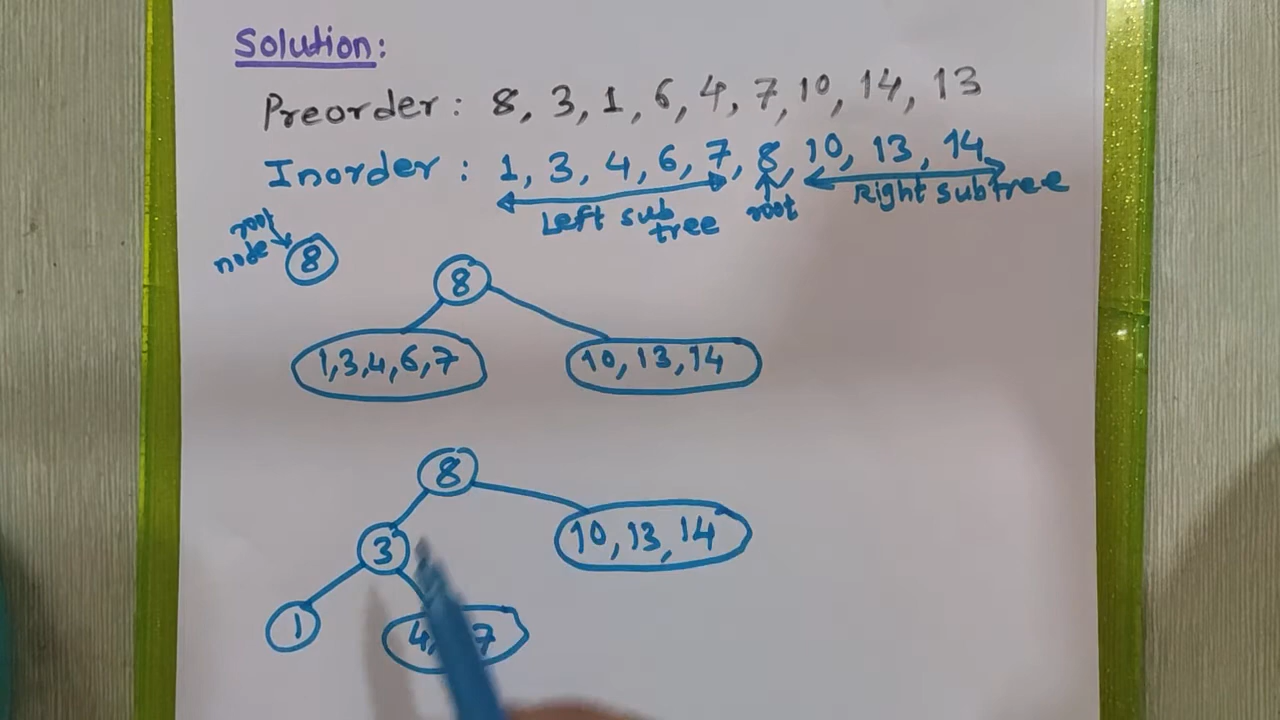 Solution:
Preorder: 8, 3, 1, 6, 4, 7, 10, 14, 13
Inorder: 1, 3, 4, 6, 7, 8, 10, 13, 14
Left sub tree
root
Right subtree
root node
8
8
1,3,4,6,7
10,13,14
8
3
10,13,14
1
4, 7